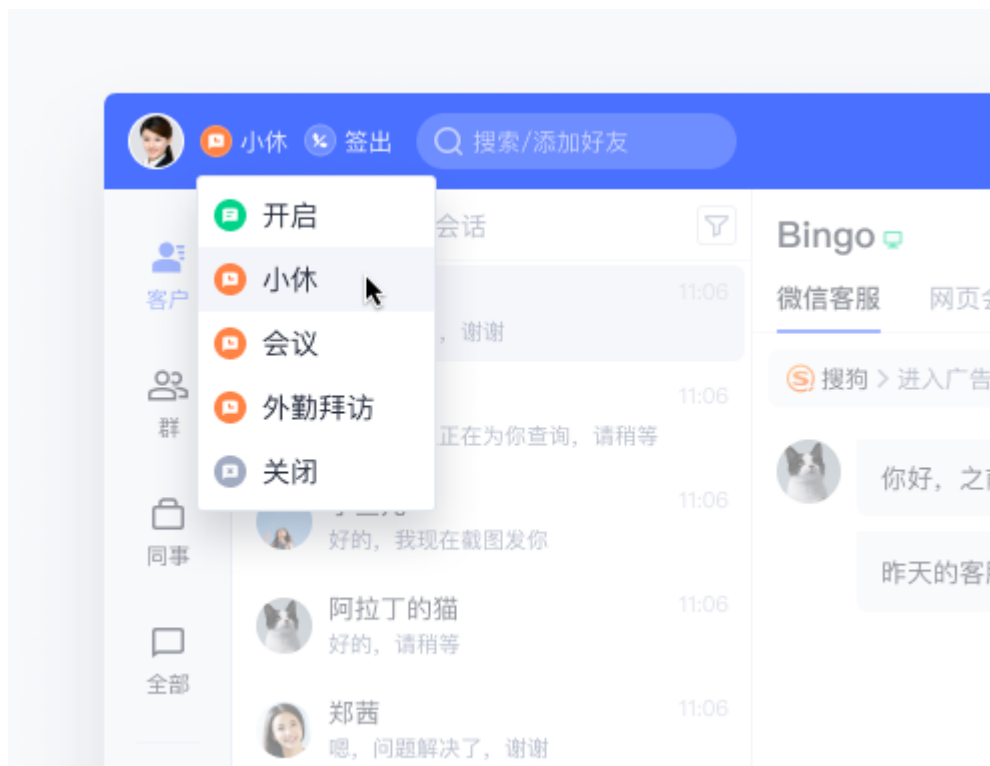 小休 签出 搜索/添加好友
开启
小休
会议
外勤拜访
关闭
客户
群
同事
全部
会话
11:06
，谢谢
11:06
正在为你查询，请稍等
11:06
好的，我现在截图发你
阿拉丁的猫 11:06
好的，请稍等
郑茜 11:06
嗯，问题解决了，谢谢
Bingo
微信客服 网页
搜狗 > 进入广告
你好，之
昨天的客